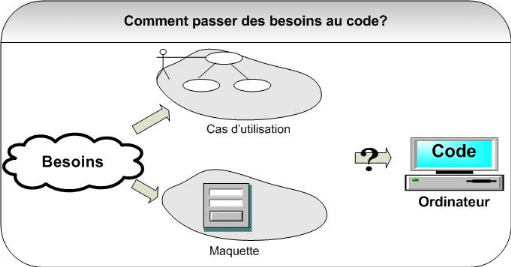 Comment passer des besoins au code?
Cas d'utilisation
Besoins
?
Code
Ordinateur
Maquette